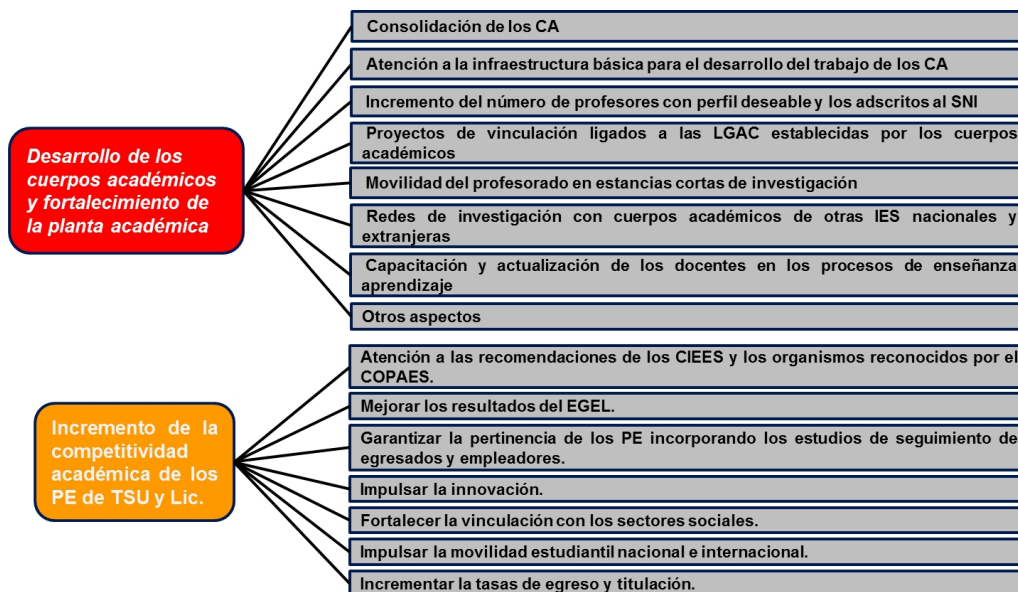 Desarrollo de los
cuerpos académicos
y fortalecimiento de
la planta académica
Consolidación de los CA
Atención a la infraestructura básica para el desarrollo del trabajo de los CA
Incremento del número de profesores con perfil deseable y los adscritos al SNI
Proyectos de vinculación ligados a las LGAC establecidas por los cuerpos
académicos
Movilidad del profesorado en estancias cortas de investigación
Redes de investigación con cuerpos académicos de otras IES nacionales y
extranjeras
Capacitación y actualización de los docentes en los procesos de enseñanza
aprendizaje
Otros aspectos
Incremento de la
competitividad
académica de los
PE de TSU y Lic.
Atención a las recomendaciones de los CIEES y los organismos reconocidos por el
COPAES.
Mejorar los resultados del EGEL.
Garantizar la pertinencia de los PE incorporando los estudios de seguimiento de
egresados y empleadores.
Impulsar la innovación.
Fortalecer la vinculación con los sectores sociales.
Impulsar la movilidad estudiantil nacional e internacional.
Incrementar la tasas de egreso y titulación.